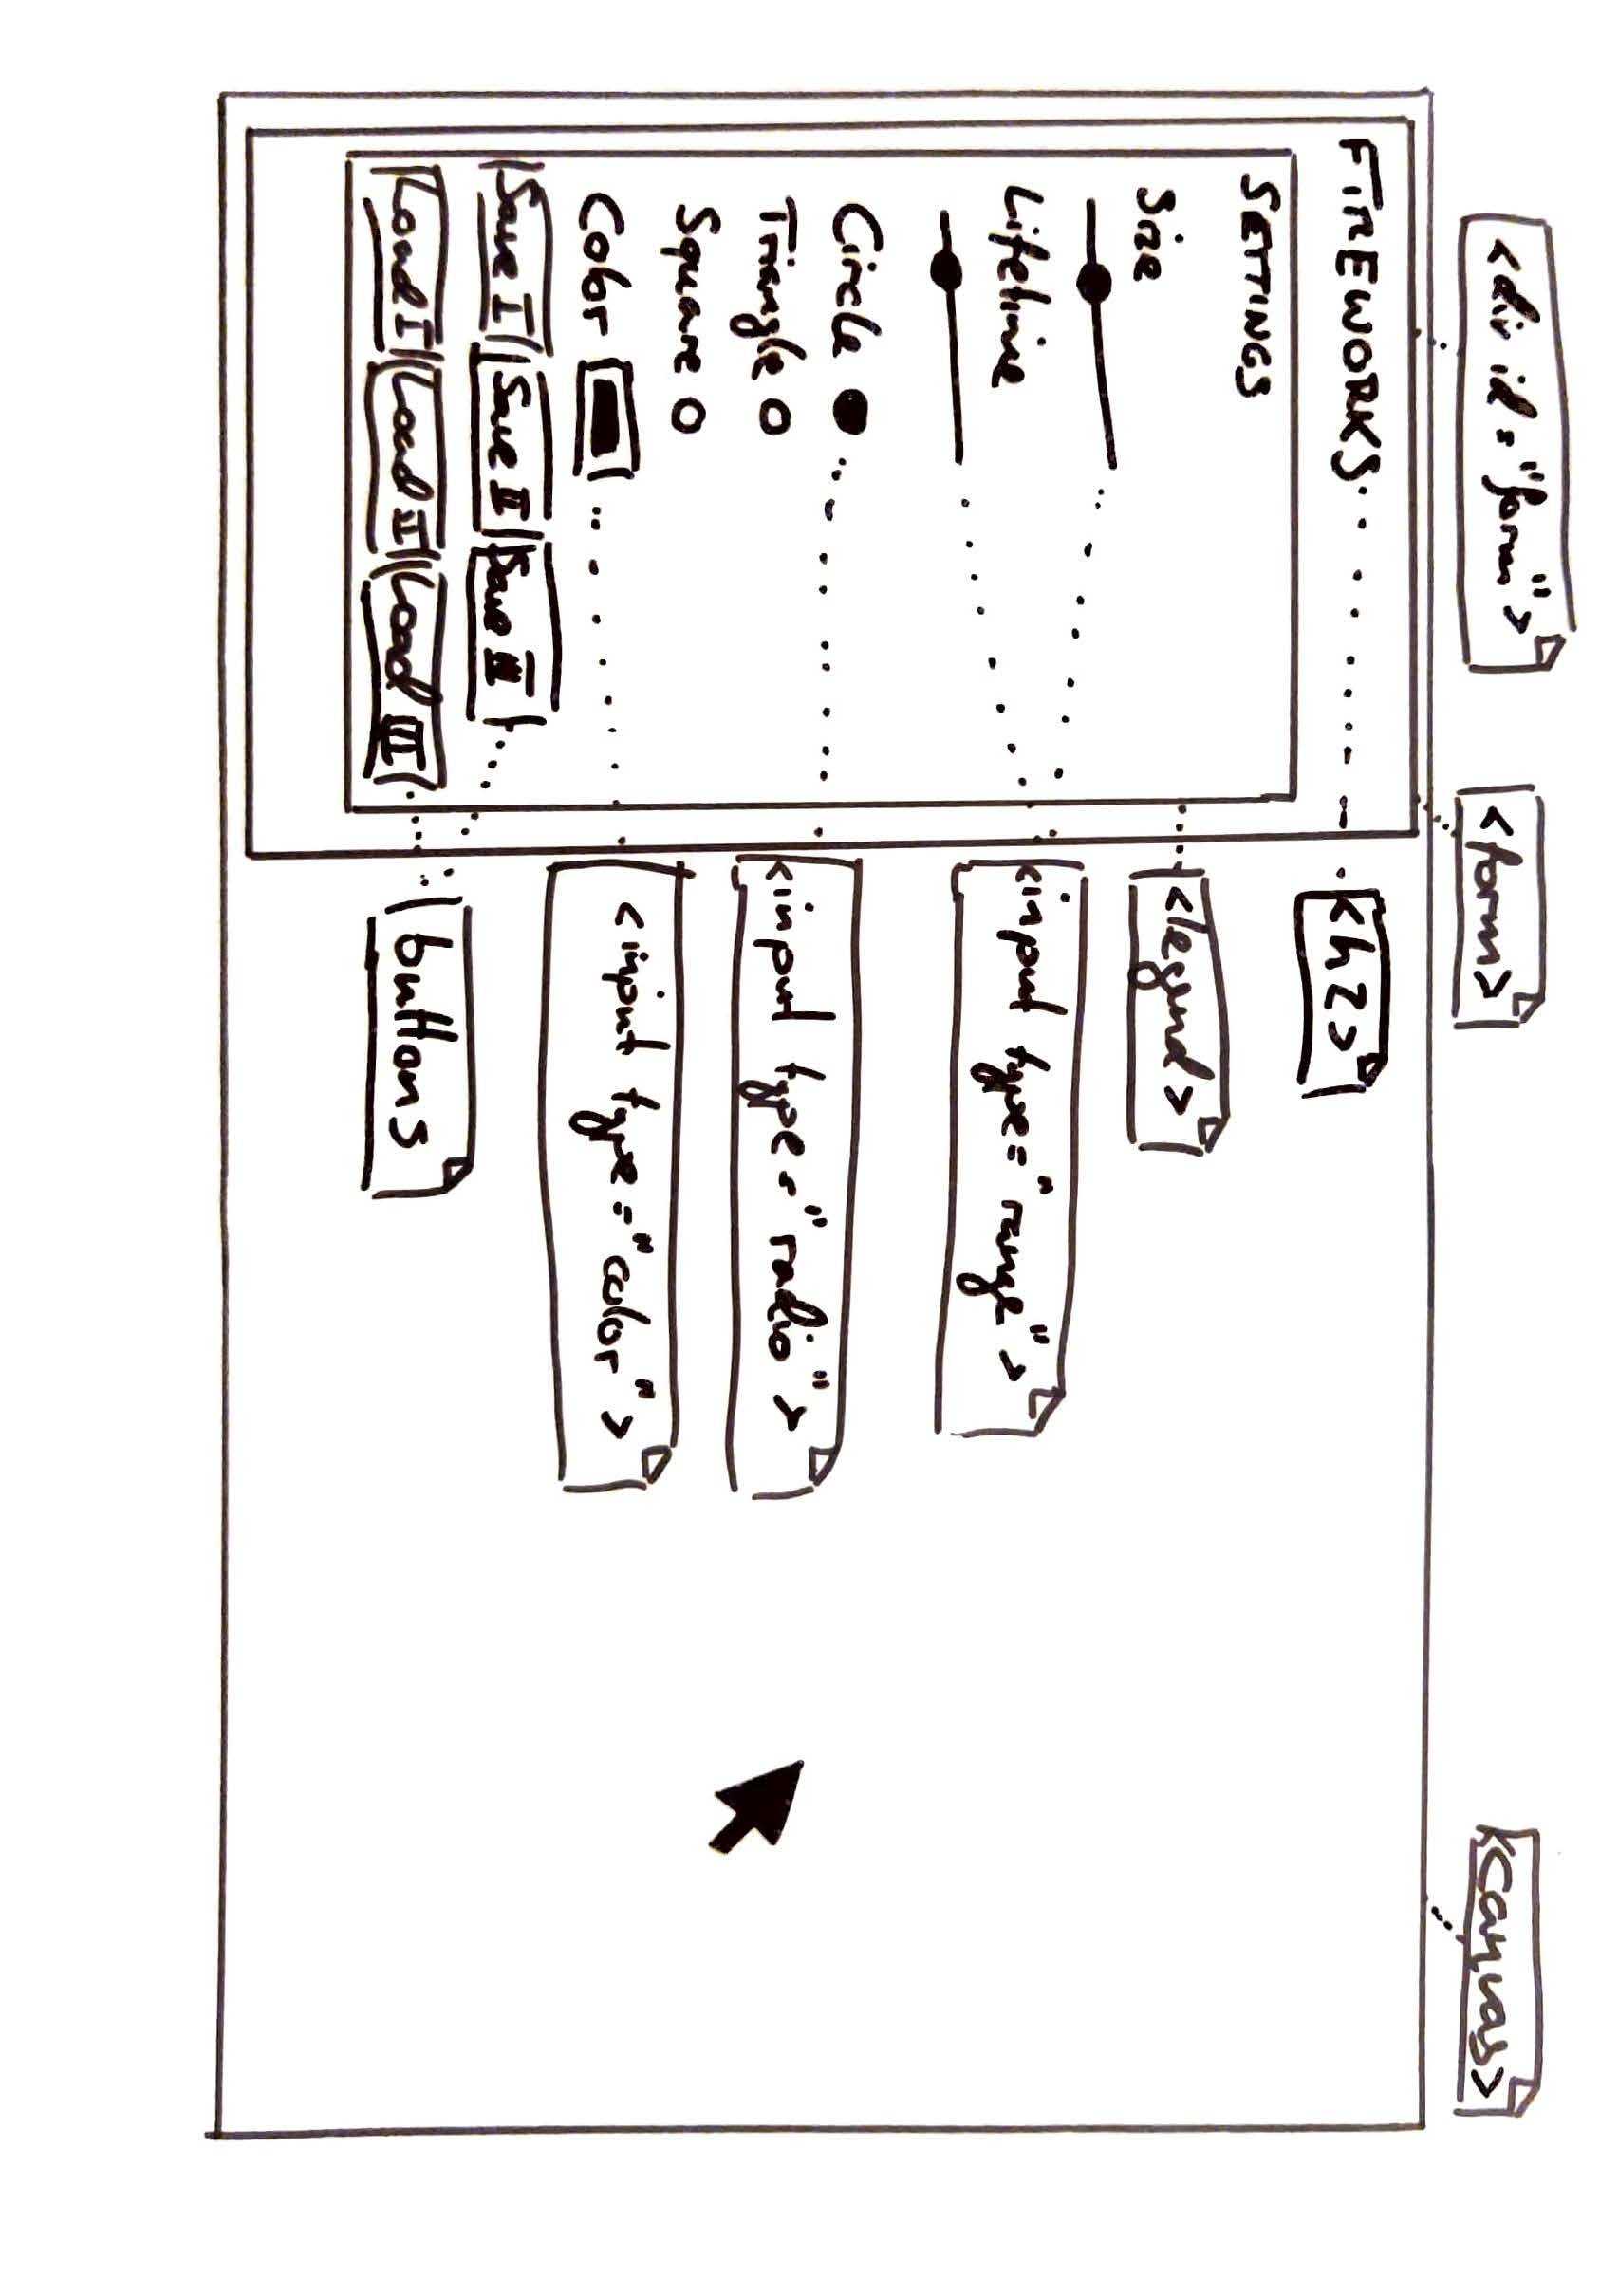 <div id="form">
<form>
<canvas>
FIREWORKS
<h2>
SETTINGS
Size
<legend>
Lifetime
<input type="range">
Circle
Triangle
<input type="radio">
Square
Color
<input type="color">
Save I Save II Save III
Load I Load II Load III
buttons